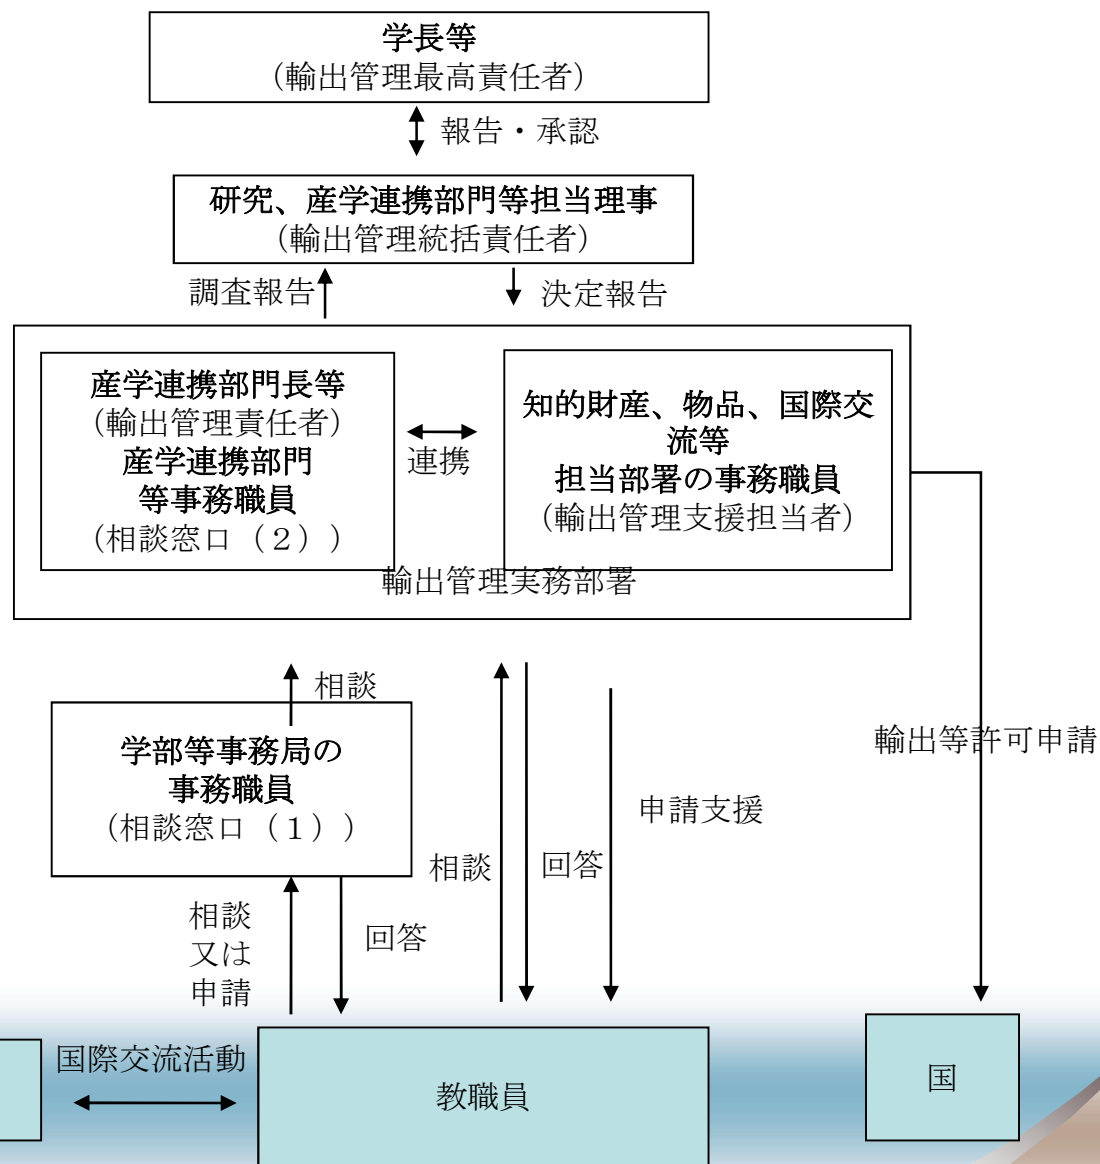 学長等
（輸出管理最高責任者）
報告・承認
研究、産学連携部門等担当理事
（輸出管理統括責任者）
調査報告
決定報告
産学連携部門長等
（輸出管理責任者）
産学連携部門
等事務職員
（相談窓口（２））
連携
知的財産、物品、国際交
流等
担当部署の事務職員
（輸出管理支援担当者）
輸出管理実務部署
相談
学部等事務局の
事務職員
（相談窓口（１））
輸出等許可申請
申請支援
相談
回答
相談
又は
申請
回答
国際交流活動
教職員
国